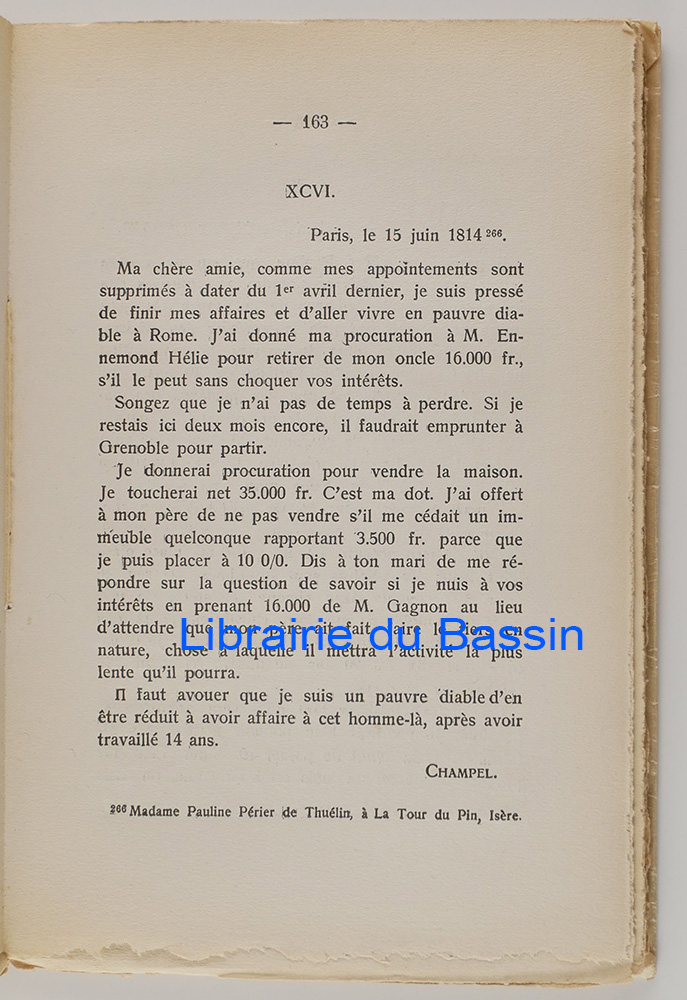 — 163 —
XCVI.
Paris, le 15 juin 1814 ²⁶⁶.
Ma chère amie, comme mes appointements sont
supprimés à dater du 1er avril dernier, je suis pressé
de finir mes affaires et d'aller vivre en pauvre dia-
ble à Rome. J'ai donné ma procuration à M. En-
nemond Hélie pour retirer de mon oncle 16.000 fr.,
s'il le peut sans choquer vos intérêts.
Songez que je n'ai pas de temps à perdre. Si je
restais ici deux mois encore, il faudrait emprunter à
Grenoble pour partir.
Je donnerai procuration pour vendre la maison.
Je toucherai net 35.000 fr. C'est ma dot. J'ai offert
à mon père de ne pas vendre s'il me cédait un im-
meuble quelconque rapportant 3.500 fr. parce que
je puis placer à 10 0/0. Dis à ton mari de me ré-
pondre sur la question de savoir si je nuis à vos
intérêts en prenant 16.000 de M. Gagnon au lieu
d'attendre que mon père ait fait faire le tiers en
Librairie du Bassin
nature, chose à laquelle il mettra l'activité la plus
lente qu'il pourra.
Il faut avouer que je suis un pauvre diable d'en
être réduit à avoir affaire à cet homme-là, après avoir
travaillé 14 ans.
CHAMPEL.
²⁶⁶ Madame Pauline Périer de Thuélin, à La Tour du Pin, Isère.